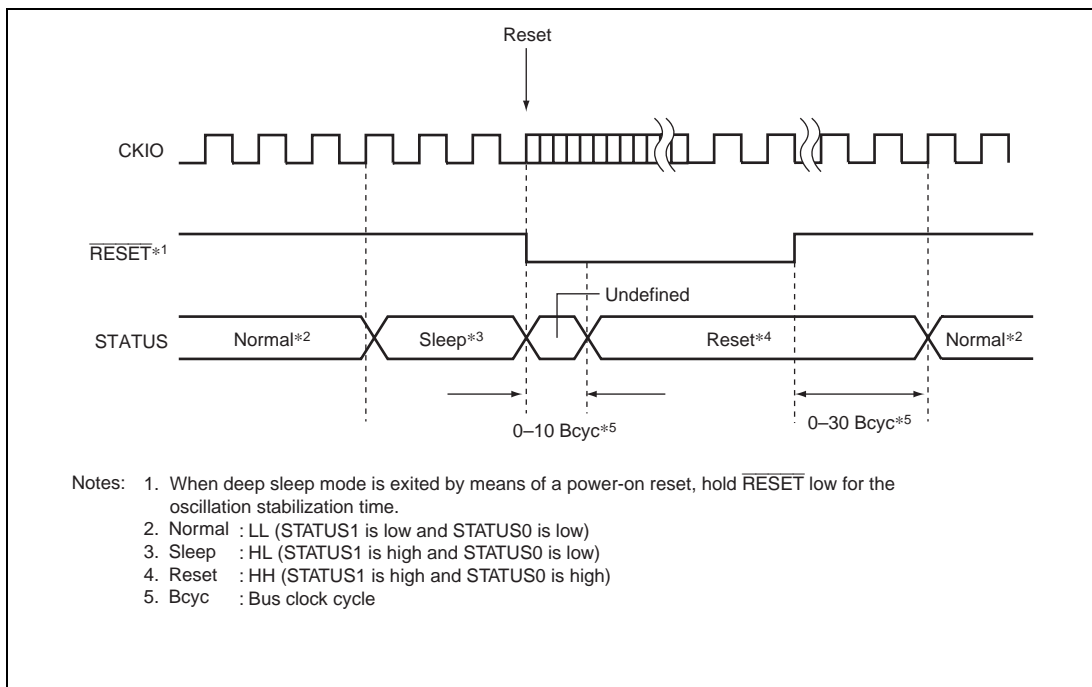 Reset
CKIO
RESET*1
Undefined
STATUS
Normal*2
Sleep*3
Reset*4
Normal*2
0–10 Bcyc*5
0–30 Bcyc*5
Notes: 1. When deep sleep mode is exited by means of a power-on reset, hold RESET low for the
oscillation stabilization time.
2. Normal : LL (STATUS1 is low and STATUS0 is low)
3. Sleep : HL (STATUS1 is high and STATUS0 is low)
4. Reset : HH (STATUS1 is high and STATUS0 is high)
5. Bcyc : Bus clock cycle